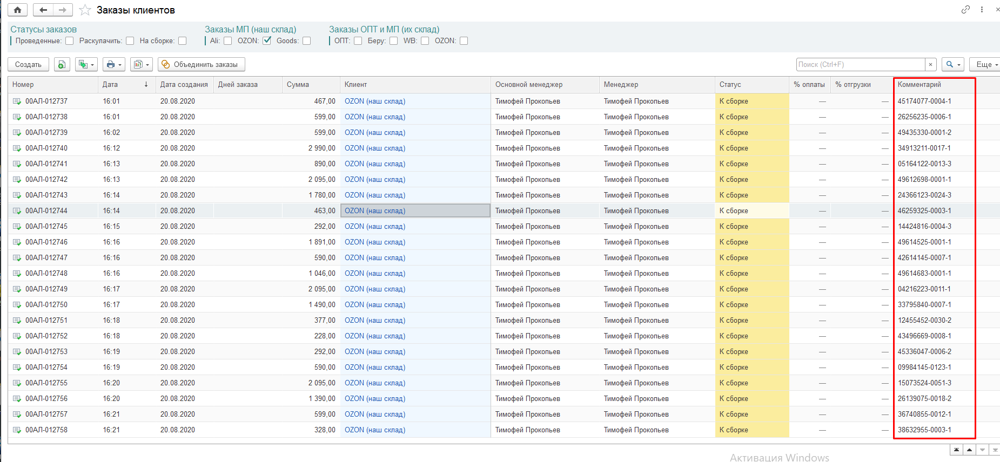 Заказы клиентов
Статусы заказов Заказы МП (наш склад) Заказы ОПТ и МП (их склад)
Проведенные: Раскулачить: На сборке: Ali: OZON: Goods: ОПТ: Беру: WB: OZON:
Создать Объединить заказы Поиск (Ctrl+F) × Еще
Номер Дата ↓ Дата создания Дней заказа Сумма Клиент Основной менеджер Менеджер Статус % оплаты % отгрузки Комментарий
00АЛ-012737 16:01 20.08.2020 467,00 OZON (наш склад) Тимофей Прокопьев Тимофей Прокопьев К сборке — — 45174077-0004-1
00АЛ-012738 16:01 20.08.2020 599,00 OZON (наш склад) Тимофей Прокопьев Тимофей Прокопьев К сборке — — 26256235-0006-1
00АЛ-012739 16:02 20.08.2020 599,00 OZON (наш склад) Тимофей Прокопьев Тимофей Прокопьев К сборке — — 49435330-0001-2
00АЛ-012740 16:12 20.08.2020 2 990,00 OZON (наш склад) Тимофей Прокопьев Тимофей Прокопьев К сборке — — 34913211-0017-1
00АЛ-012741 16:13 20.08.2020 890,00 OZON (наш склад) Тимофей Прокопьев Тимофей Прокопьев К сборке — — 05164122-0013-3
00АЛ-012742 16:13 20.08.2020 2 095,00 OZON (наш склад) Тимофей Прокопьев Тимофей Прокопьев К сборке — — 49612698-0001-1
00АЛ-012743 16:14 20.08.2020 1 780,00 OZON (наш склад) Тимофей Прокопьев Тимофей Прокопьев К сборке — — 24366123-0024-3
00АЛ-012744 16:14 20.08.2020 463,00 OZON (наш склад) Тимофей Прокопьев Тимофей Прокопьев К сборке — — 46259325-0003-1
00АЛ-012745 16:15 20.08.2020 292,00 OZON (наш склад) Тимофей Прокопьев Тимофей Прокопьев К сборке — — 14424816-0004-3
00АЛ-012746 16:16 20.08.2020 1 891,00 OZON (наш склад) Тимофей Прокопьев Тимофей Прокопьев К сборке — — 49614525-0001-1
00АЛ-012747 16:16 20.08.2020 590,00 OZON (наш склад) Тимофей Прокопьев Тимофей Прокопьев К сборке — — 42614145-0007-1
00АЛ-012748 16:16 20.08.2020 1 046,00 OZON (наш склад) Тимофей Прокопьев Тимофей Прокопьев К сборке — — 49614683-0001-1
00АЛ-012749 16:17 20.08.2020 2 095,00 OZON (наш склад) Тимофей Прокопьев Тимофей Прокопьев К сборке — — 04216223-0011-1
00АЛ-012750 16:17 20.08.2020 1 490,00 OZON (наш склад) Тимофей Прокопьев Тимофей Прокопьев К сборке — — 33795840-0007-1
00АЛ-012751 16:18 20.08.2020 377,00 OZON (наш склад) Тимофей Прокопьев Тимофей Прокопьев К сборке — — 12455452-0030-2
00АЛ-012752 16:18 20.08.2020 228,00 OZON (наш склад) Тимофей Прокопьев Тимофей Прокопьев К сборке — — 43496669-0008-1
00АЛ-012753 16:19 20.08.2020 292,00 OZON (наш склад) Тимофей Прокопьев Тимофей Прокопьев К сборке — — 45336047-0006-2
00АЛ-012754 16:19 20.08.2020 590,00 OZON (наш склад) Тимофей Прокопьев Тимофей Прокопьев К сборке — — 09984145-0123-1
00АЛ-012755 16:20 20.08.2020 2 095,00 OZON (наш склад) Тимофей Прокопьев Тимофей Прокопьев К сборке — — 15073524-0051-3
00АЛ-012756 16:20 20.08.2020 1 390,00 OZON (наш склад) Тимофей Прокопьев Тимофей Прокопьев К сборке — — 26139075-0018-2
00АЛ-012757 16:21 20.08.2020 599,00 OZON (наш склад) Тимофей Прокопьев Тимофей Прокопьев К сборке — — 36740855-0012-1
00АЛ-012758 16:21 20.08.2020 328,00 OZON (наш склад) Тимофей Прокопьев Тимофей Прокопьев К сборке — — 38632955-0003-1
Активация Windows